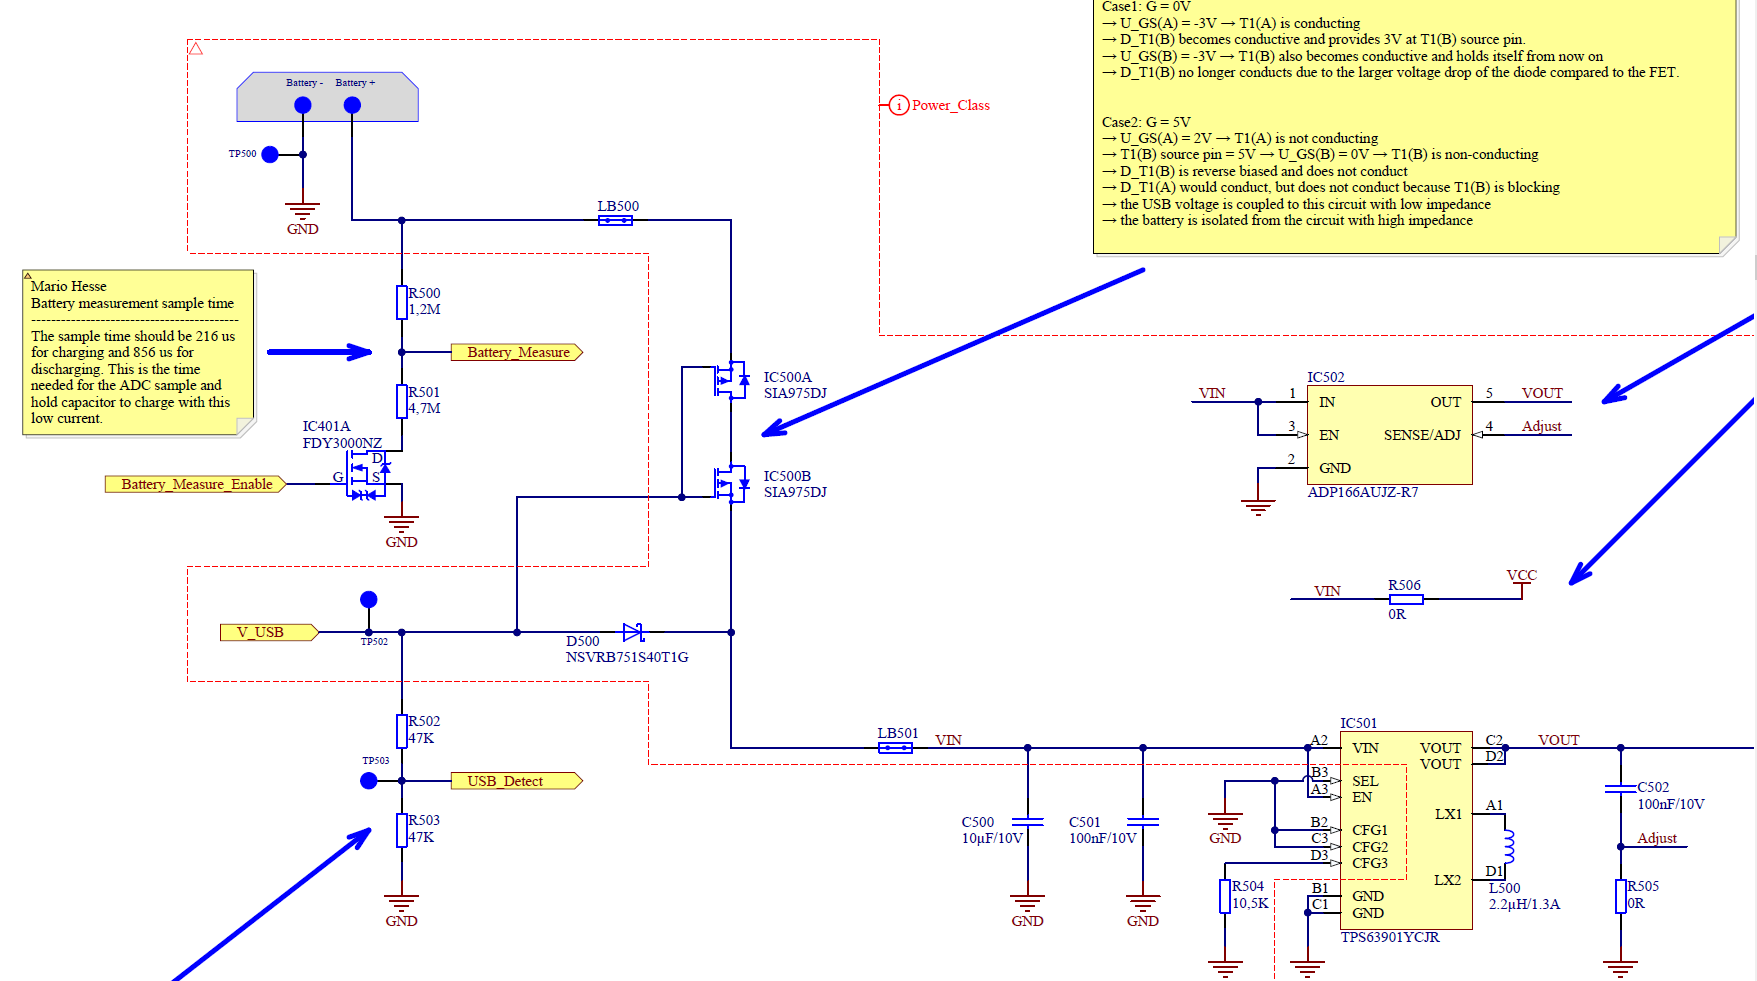 Case1: G = 0V
→ U_GS(A) = -3V → T1(A) is conducting
→ D_T1(B) becomes conductive and provides 3V at T1(B) source pin.
→ U_GS(B) = -3V → T1(B) also becomes conductive and holds itself from now on
→ D_T1(B) no longer conducts due to the larger voltage drop of the diode compared to the FET.
Case2: G = 5V
→ U_GS(A) = 2V → T1(A) is not conducting
→ T1(B) source pin = 5V → U_GS(B) = 0V → T1(B) is non-conducting
→ D_T1(B) is reverse biased and does not conduct
→ D_T1(A) would conduct, but does not conduct because T1(B) is blocking
→ the USB voltage is coupled to this circuit with low impedance
→ the battery is isolated from the circuit with high impedance
Battery - Battery +
i Power_Class
TP500
GND
LB500
Mario Hesse
Battery measurement sample time
----------------------------------------
The sample time should be 216 us
for charging and 856 us for
discharging. This is the time
needed for the ADC sample and
hold capacitor to charge with this
low current.
R500
1,2M
Battery_Measure
R501
4,7M
IC401A
FDY3000NZ
D
G
S
Battery_Measure_Enable
GND
IC500A
SIA975DJ
IC500B
SIA975DJ
IC502
VIN
1
IN
OUT
5
VOUT
3
EN
SENSE/ADJ
4
Adjust
2
GND
ADP166AUJZ-R7
VIN
R506
0R
VCC
V_USB
TP502
D500
NSVRB751S40T1G
R502
47K
TP503
USB_Detect
R503
47K
GND
LB501
VIN
C500
10µF/10V
GND
C501
100nF/10V
GND
IC501
A2
VIN
VOUT
C2
VOUT
VOUT
D2
B3
SEL
A3
EN
GND
B2
CFG1
C3
CFG2
D3
CFG3
LX1
A1
LX2
D1
B1
GND
C1
GND
TPS63901YCJR
R504
10,5K
L500
2.2µH/1.3A
C502
100nF/10V
Adjust
R505
0R